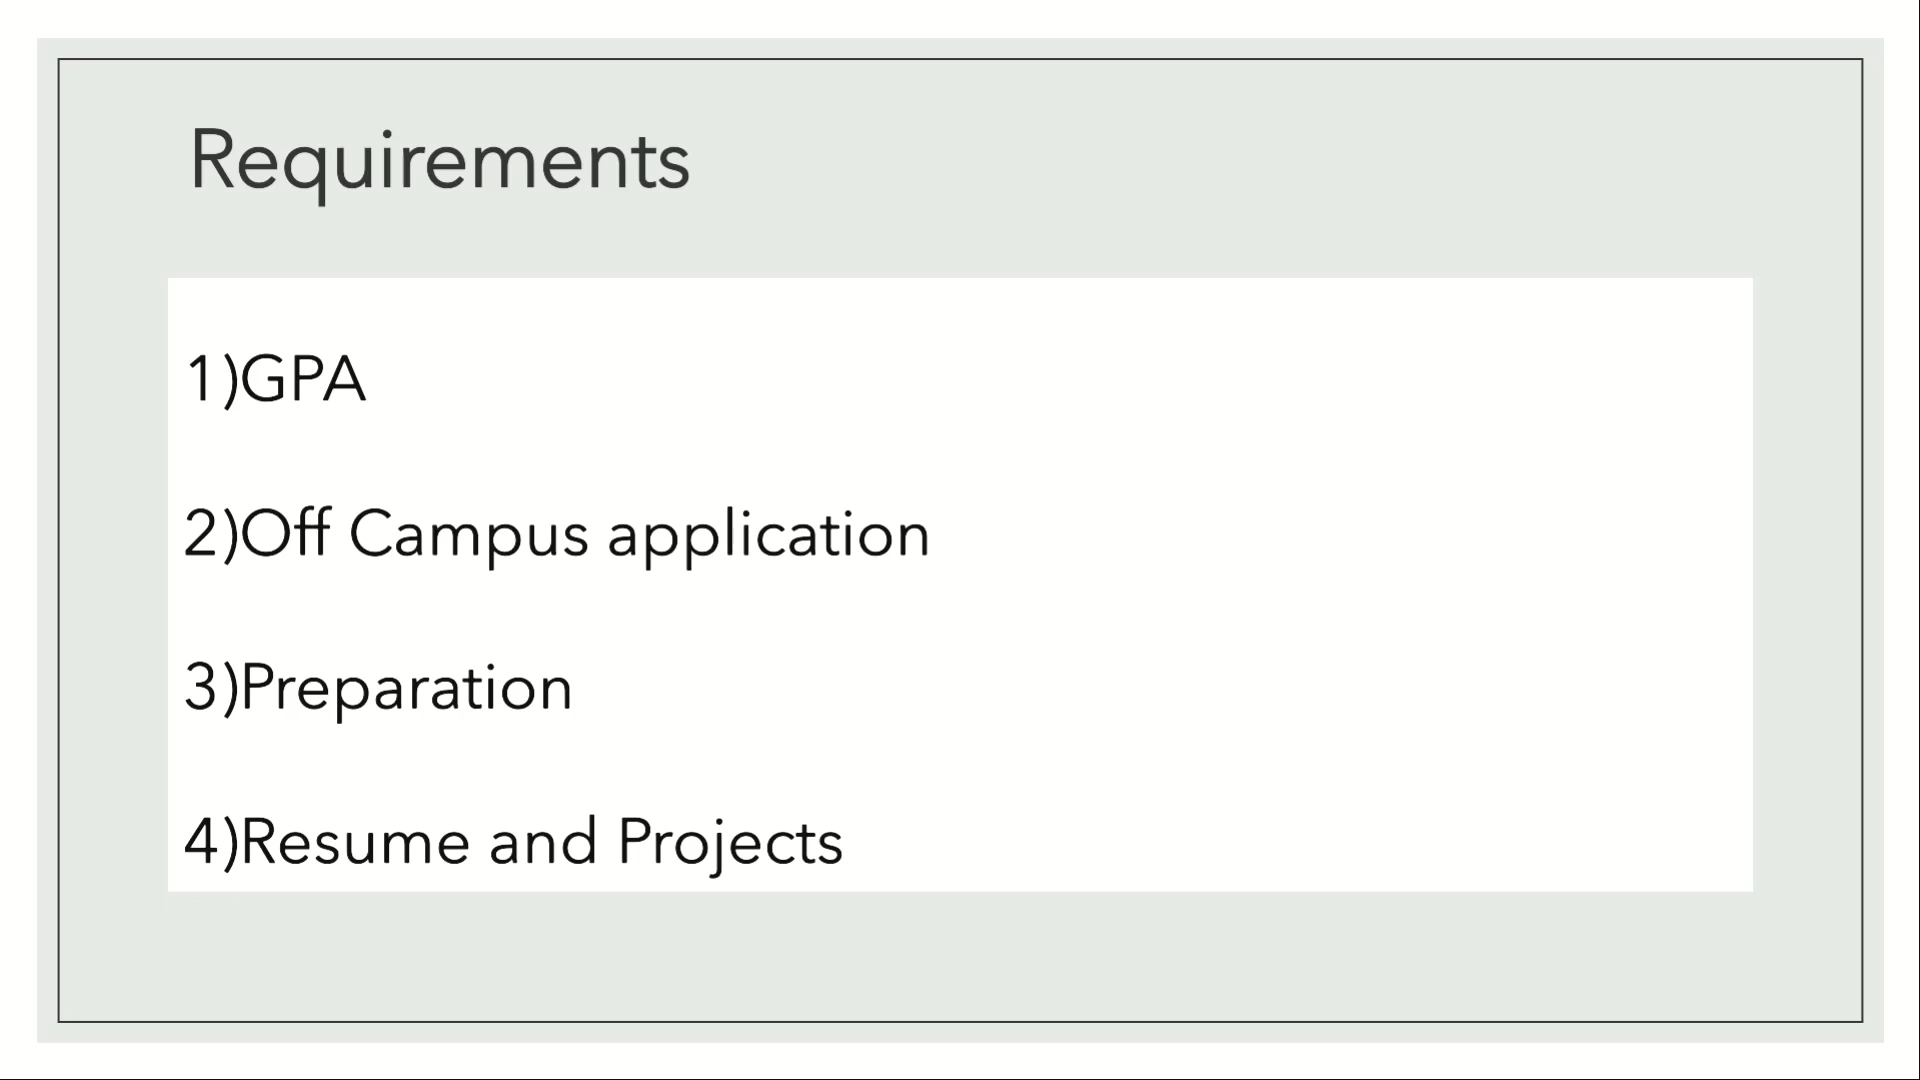 Requirements
1)GPA
2)Off Campus application
3)Preparation
4)Resume and Projects